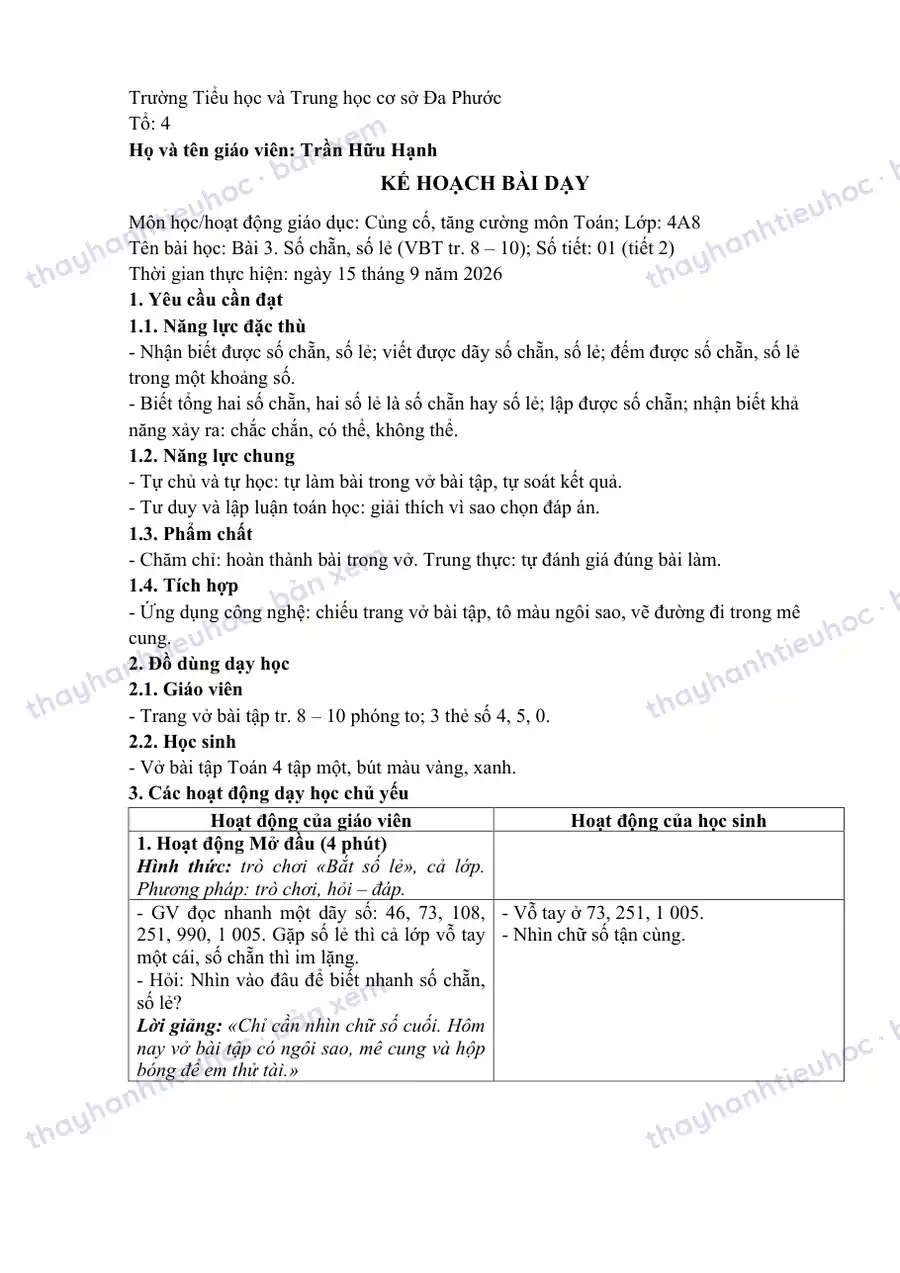 Trường Tiểu học và Trung học cơ sở Đa Phước
Tổ: 4
Họ và tên giáo viên: Trần Hữu Hạnh
KẾ HOẠCH BÀI DẠY
Môn học/hoạt động giáo dục: Củng cố, tăng cường môn Toán; Lớp: 4A8
Tên bài học: Bài 3. Số chẵn, số lẻ (VBT tr. 8 – 10); Số tiết: 01 (tiết 2)
Thời gian thực hiện: ngày 15 tháng 9 năm 2026
1. Yêu cầu cần đạt
1.1. Năng lực đặc thù
- Nhận biết được số chẵn, số lẻ; viết được dãy số chẵn, số lẻ; đếm được số chẵn, số lẻ
trong một khoảng số.
- Biết tổng hai số chẵn, hai số lẻ là số chẵn hay số lẻ; lập được số chẵn; nhận biết khả
năng xảy ra: chắc chắn, có thể, không thể.
1.2. Năng lực chung
- Tự chủ và tự học: tự làm bài trong vở bài tập, tự soát kết quả.
- Tư duy và lập luận toán học: giải thích vì sao chọn đáp án.
1.3. Phẩm chất
- Chăm chỉ: hoàn thành bài trong vở. Trung thực: tự đánh giá đúng bài làm.
1.4. Tích hợp
- Ứng dụng công nghệ: chiếu trang vở bài tập, tô màu ngôi sao, vẽ đường đi trong mê
cung.
2. Đồ dùng dạy học
2.1. Giáo viên
- Trang vở bài tập tr. 8 – 10 phóng to; 3 thẻ số 4, 5, 0.
2.2. Học sinh
- Vở bài tập Toán 4 tập một, bút màu vàng, xanh.
3. Các hoạt động dạy học chủ yếu
Hoạt động của giáo viên
Hoạt động của học sinh
1. Hoạt động Mở đầu (4 phút)
Hình thức: trò chơi «Bắt số lẻ», cả lớp.
Phương pháp: trò chơi, hỏi – đáp.
- GV đọc nhanh một dãy số: 46, 73, 108,
251, 990, 1 005. Gặp số lẻ thì cả lớp vỗ tay
một cái, số chẵn thì im lặng.
- Hỏi: Nhìn vào đâu để biết nhanh số chẵn,
số lẻ?
Lời giảng: «Chỉ cần nhìn chữ số cuối. Hôm
nay vở bài tập có ngôi sao, mê cung và hộp
bóng để em thử tài.»
- Vỗ tay ở 73, 251, 1 005.
- Nhìn chữ số tận cùng.
thayhanhtieuhoc · bản xem
thayhanhtieuhoc · b
thayhanhtieuhoc · bản xem
thayhanhtieuhoc · b
thayhanhtieuhoc · bản xem
thayhanhtieuhoc · b